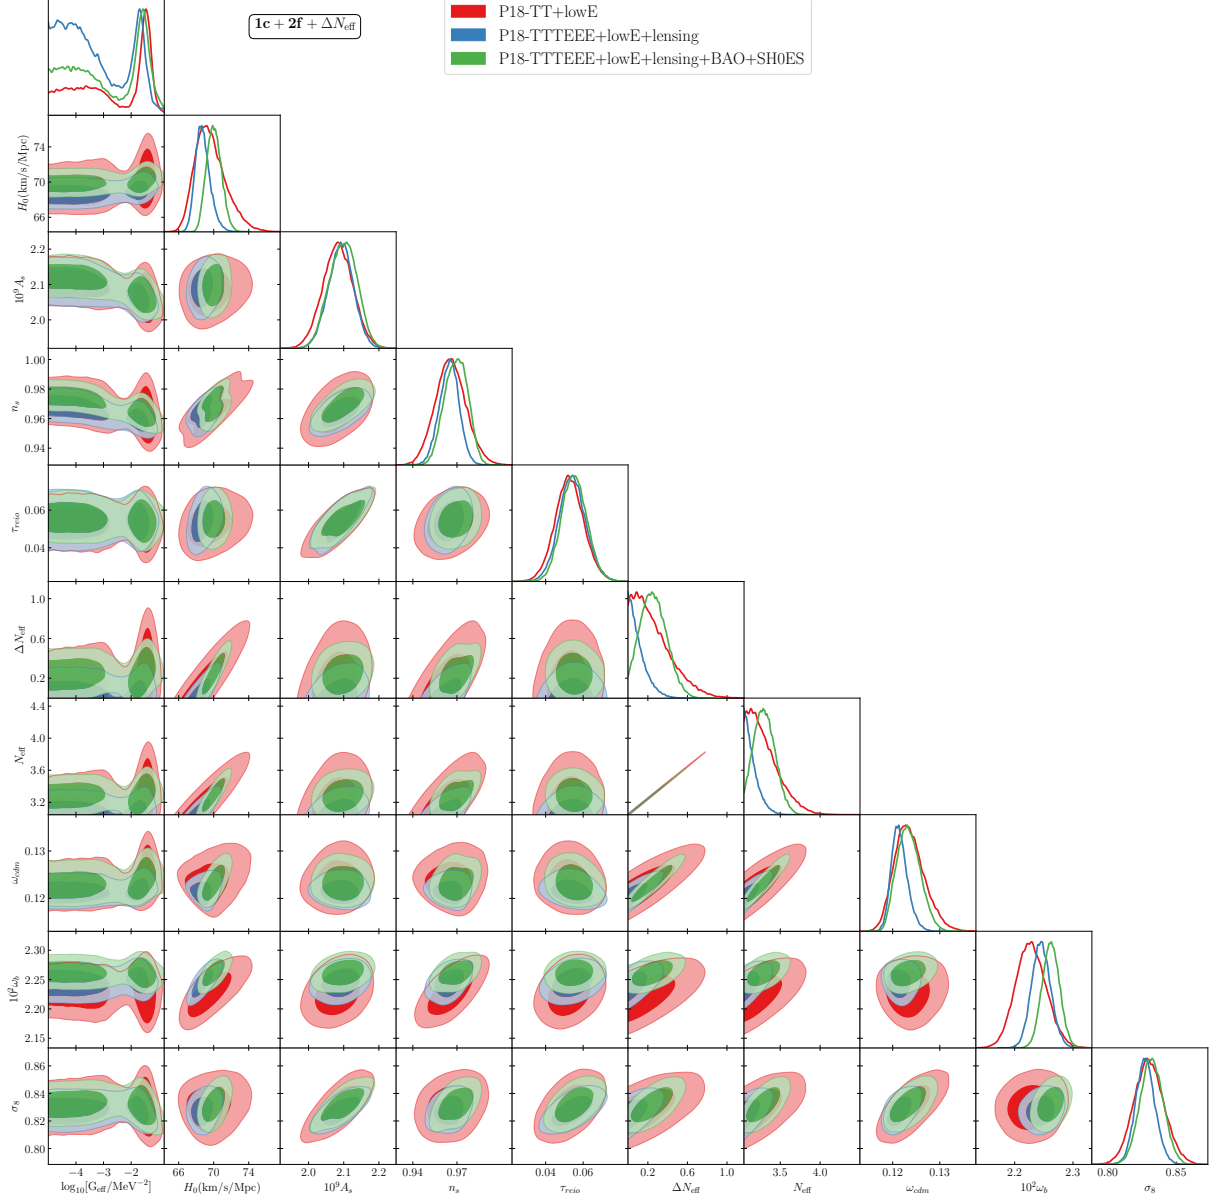 1c + 2f + ΔN_eff
P18-TT+lowE
P18-TTTEEE+lowE+lensing
P18-TTTEEE+lowE+lensing+BAO+SH0ES
H_0(km/s/Mpc)
74
70
66
10^9 A_s
2.2
2.1
2.0
n_s
1.00
0.98
0.96
0.94
τ_reio
0.06
0.04
ΔN_eff
1.0
0.6
0.2
N_eff
4.4
3.8
3.2
4.0
3.6
ω_cdm
0.13
0.12
10^2 ω_b
2.30
2.25
2.20
2.15
σ_8
0.86
0.84
0.82
0.80
−4 −3 −2
66 70 74
2.0 2.1 2.2
0.94 0.97
0.04 0.06
0.2 0.6 1.0
3.5 4.0
0.12 0.13
2.2 2.3
0.80 0.85
log_10[G_eff/MeV^−2]
H_0(km/s/Mpc)
10^9 A_s
n_s
τ_reio
ΔN_eff
N_eff
ω_cdm
10^2 ω_b
σ_8